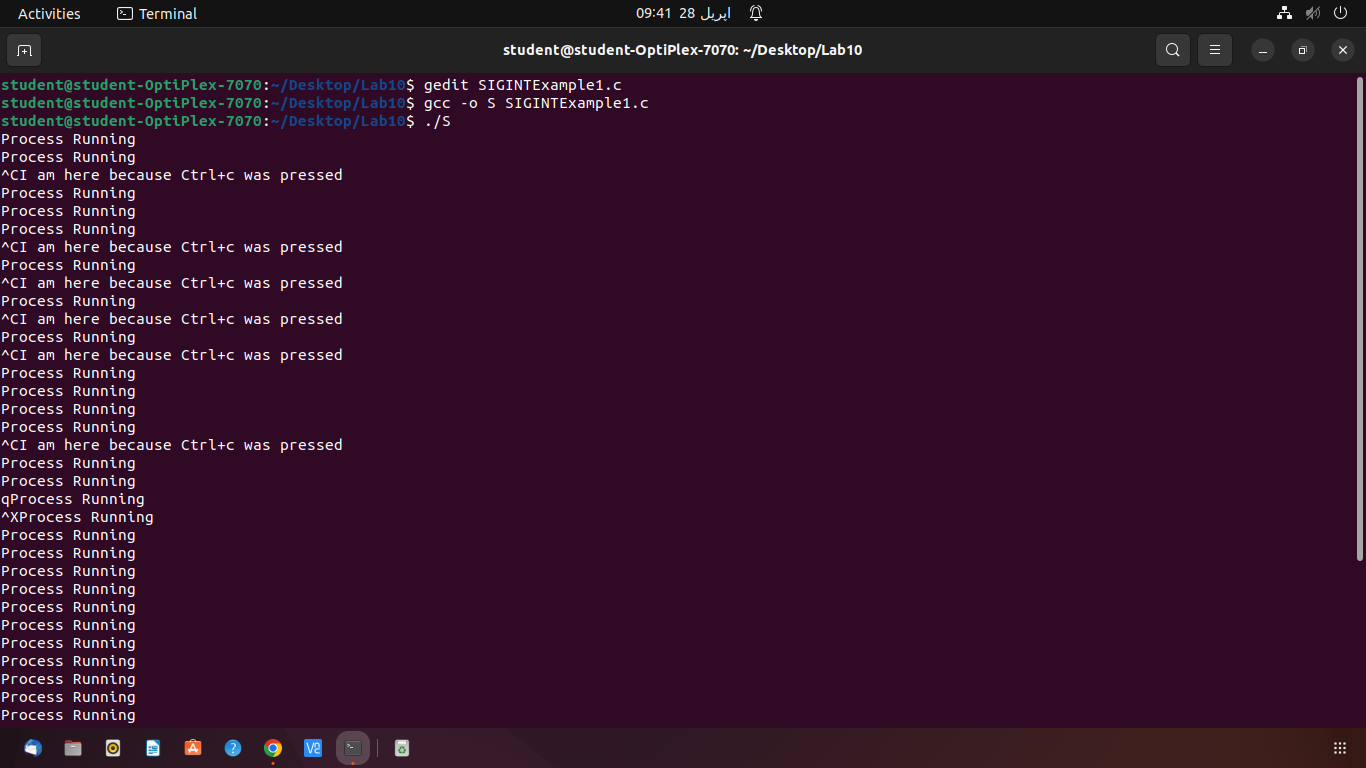 Activities Terminal 09:41 28 اپریل
student@student-OptiPlex-7070: ~/Desktop/Lab10
student@student-OptiPlex-7070:~/Desktop/Lab10$ gedit SIGINTExample1.c
student@student-OptiPlex-7070:~/Desktop/Lab10$ gcc -o S SIGINTExample1.c
student@student-OptiPlex-7070:~/Desktop/Lab10$ ./S
Process Running
Process Running
^CI am here because Ctrl+c was pressed
Process Running
Process Running
Process Running
^CI am here because Ctrl+c was pressed
Process Running
^CI am here because Ctrl+c was pressed
Process Running
^CI am here because Ctrl+c was pressed
Process Running
^CI am here because Ctrl+c was pressed
Process Running
Process Running
Process Running
Process Running
^CI am here because Ctrl+c was pressed
Process Running
Process Running
qProcess Running
^XProcess Running
Process Running
Process Running
Process Running
Process Running
Process Running
Process Running
Process Running
Process Running
Process Running
Process Running
Process Running